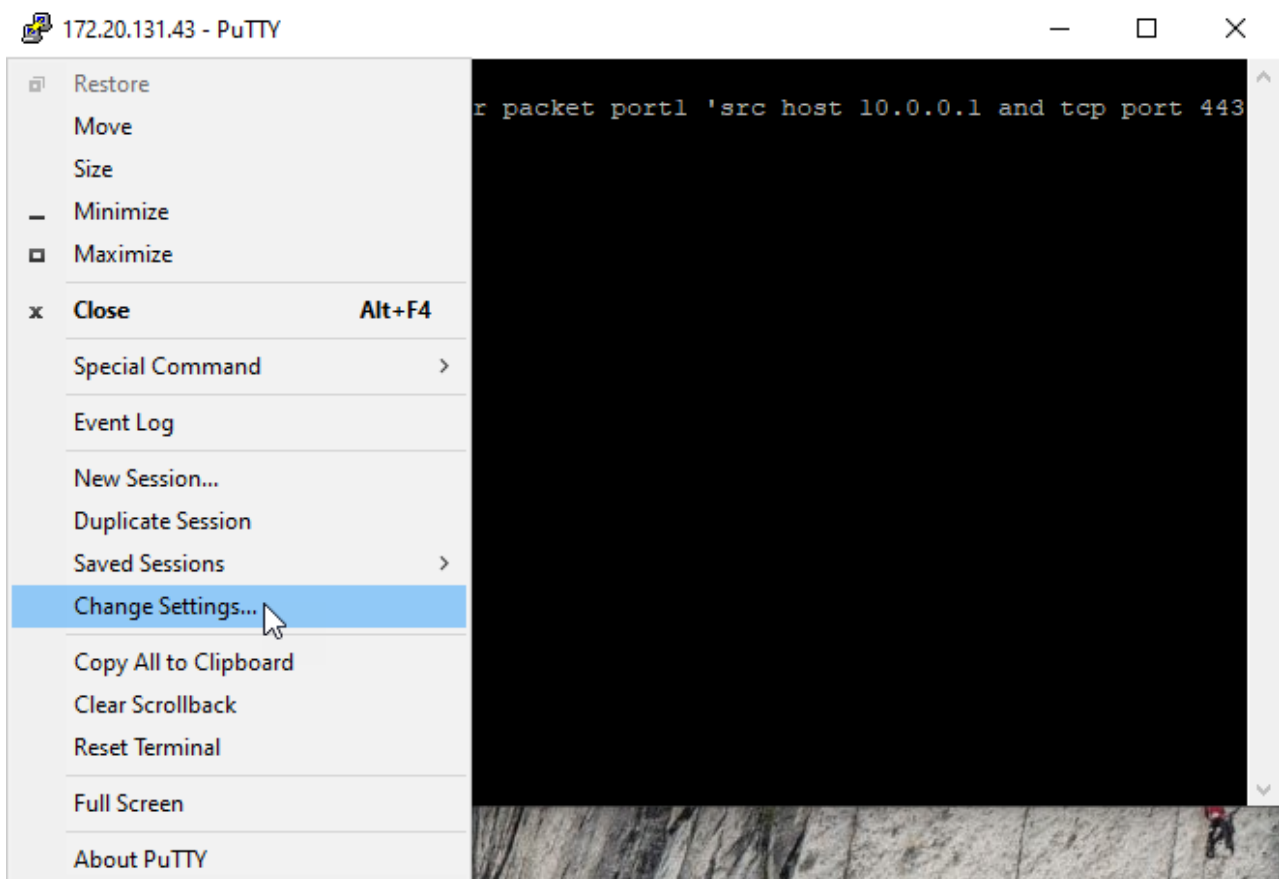 172.20.131.43 - PuTTY
Restore
r packet port1 'src host 10.0.0.1 and tcp port 443
Move
Size
Minimize
Maximize
Close Alt+F4
Special Command
Event Log
New Session...
Duplicate Session
Saved Sessions
Change Settings...
Copy All to Clipboard
Clear Scrollback
Reset Terminal
Full Screen
About PuTTY